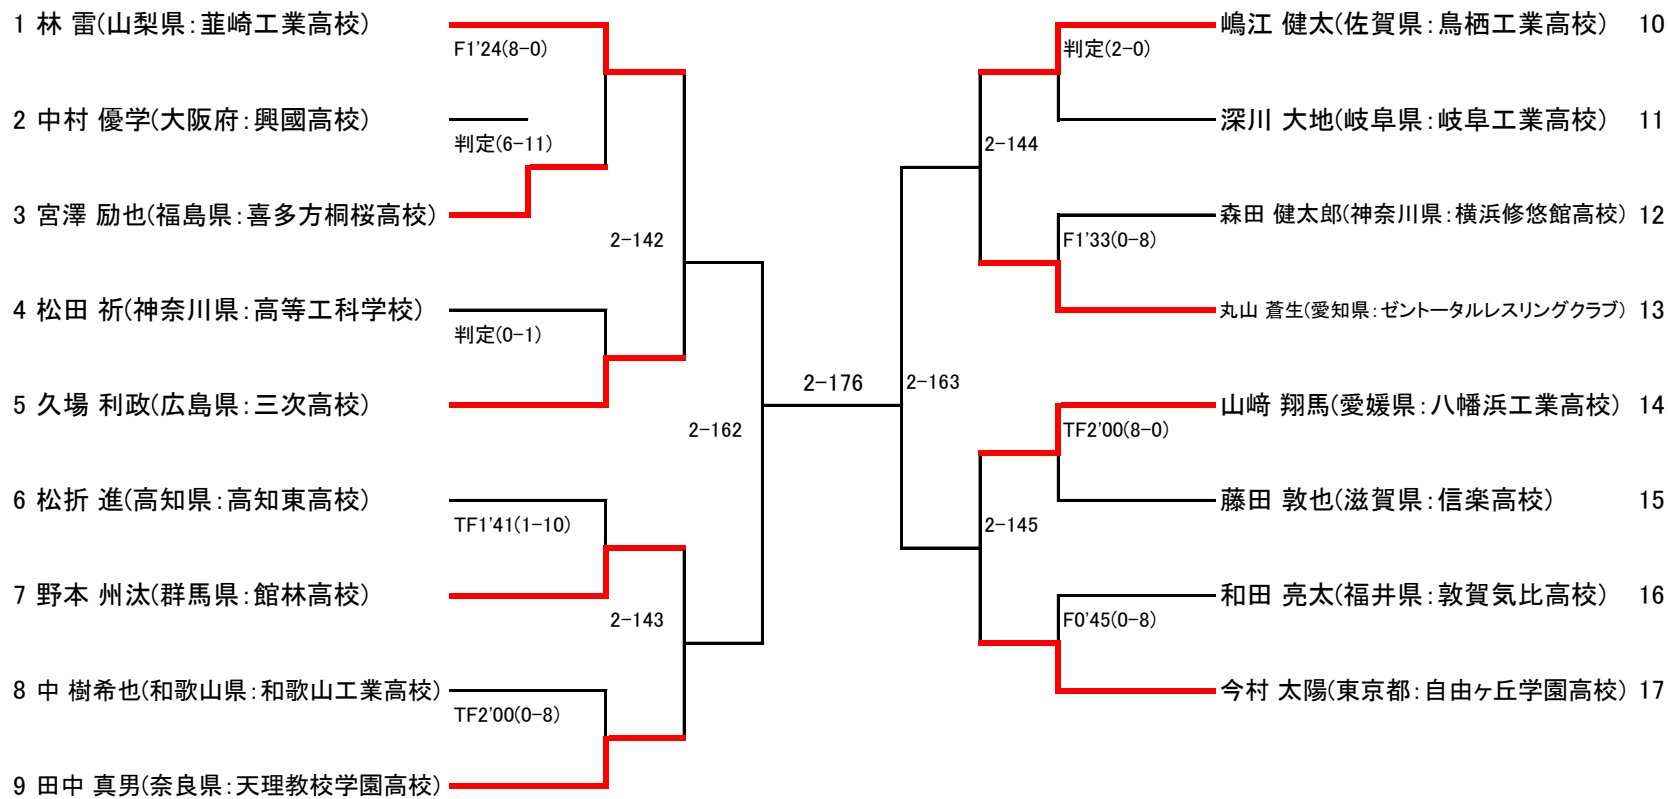 1 林 雷(山梨県：韮崎工業高校)
F1'24(8-0)
2 中村 優学(大阪府：興國高校)
判定(6-11)
3 宮澤 励也(福島県：喜多方桐桜高校)
2-142
4 松田 祈(神奈川県：高等工科学校)
判定(0-1)
5 久場 利政(広島県：三次高校)
2-162
6 松折 進(高知県：高知東高校)
TF1'41(1-10)
7 野本 州汰(群馬県：館林高校)
2-143
8 中 樹希也(和歌山県：和歌山工業高校)
TF2'00(0-8)
9 田中 真男(奈良県：天理教校学園高校)
2-176
嶋江 健太(佐賀県：鳥栖工業高校) 10
判定(2-0)
深川 大地(岐阜県：岐阜工業高校) 11
2-144
森田 健太郎(神奈川県：横浜修悠館高校) 12
F1'33(0-8)
丸山 蒼生(愛知県：ゼントータルレスリングクラブ) 13
2-163
山﨑 翔馬(愛媛県：八幡浜工業高校) 14
TF2'00(8-0)
藤田 敦也(滋賀県：信楽高校) 15
2-145
和田 亮太(福井県：敦賀気比高校) 16
F0'45(0-8)
今村 太陽(東京都：自由ヶ丘学園高校) 17